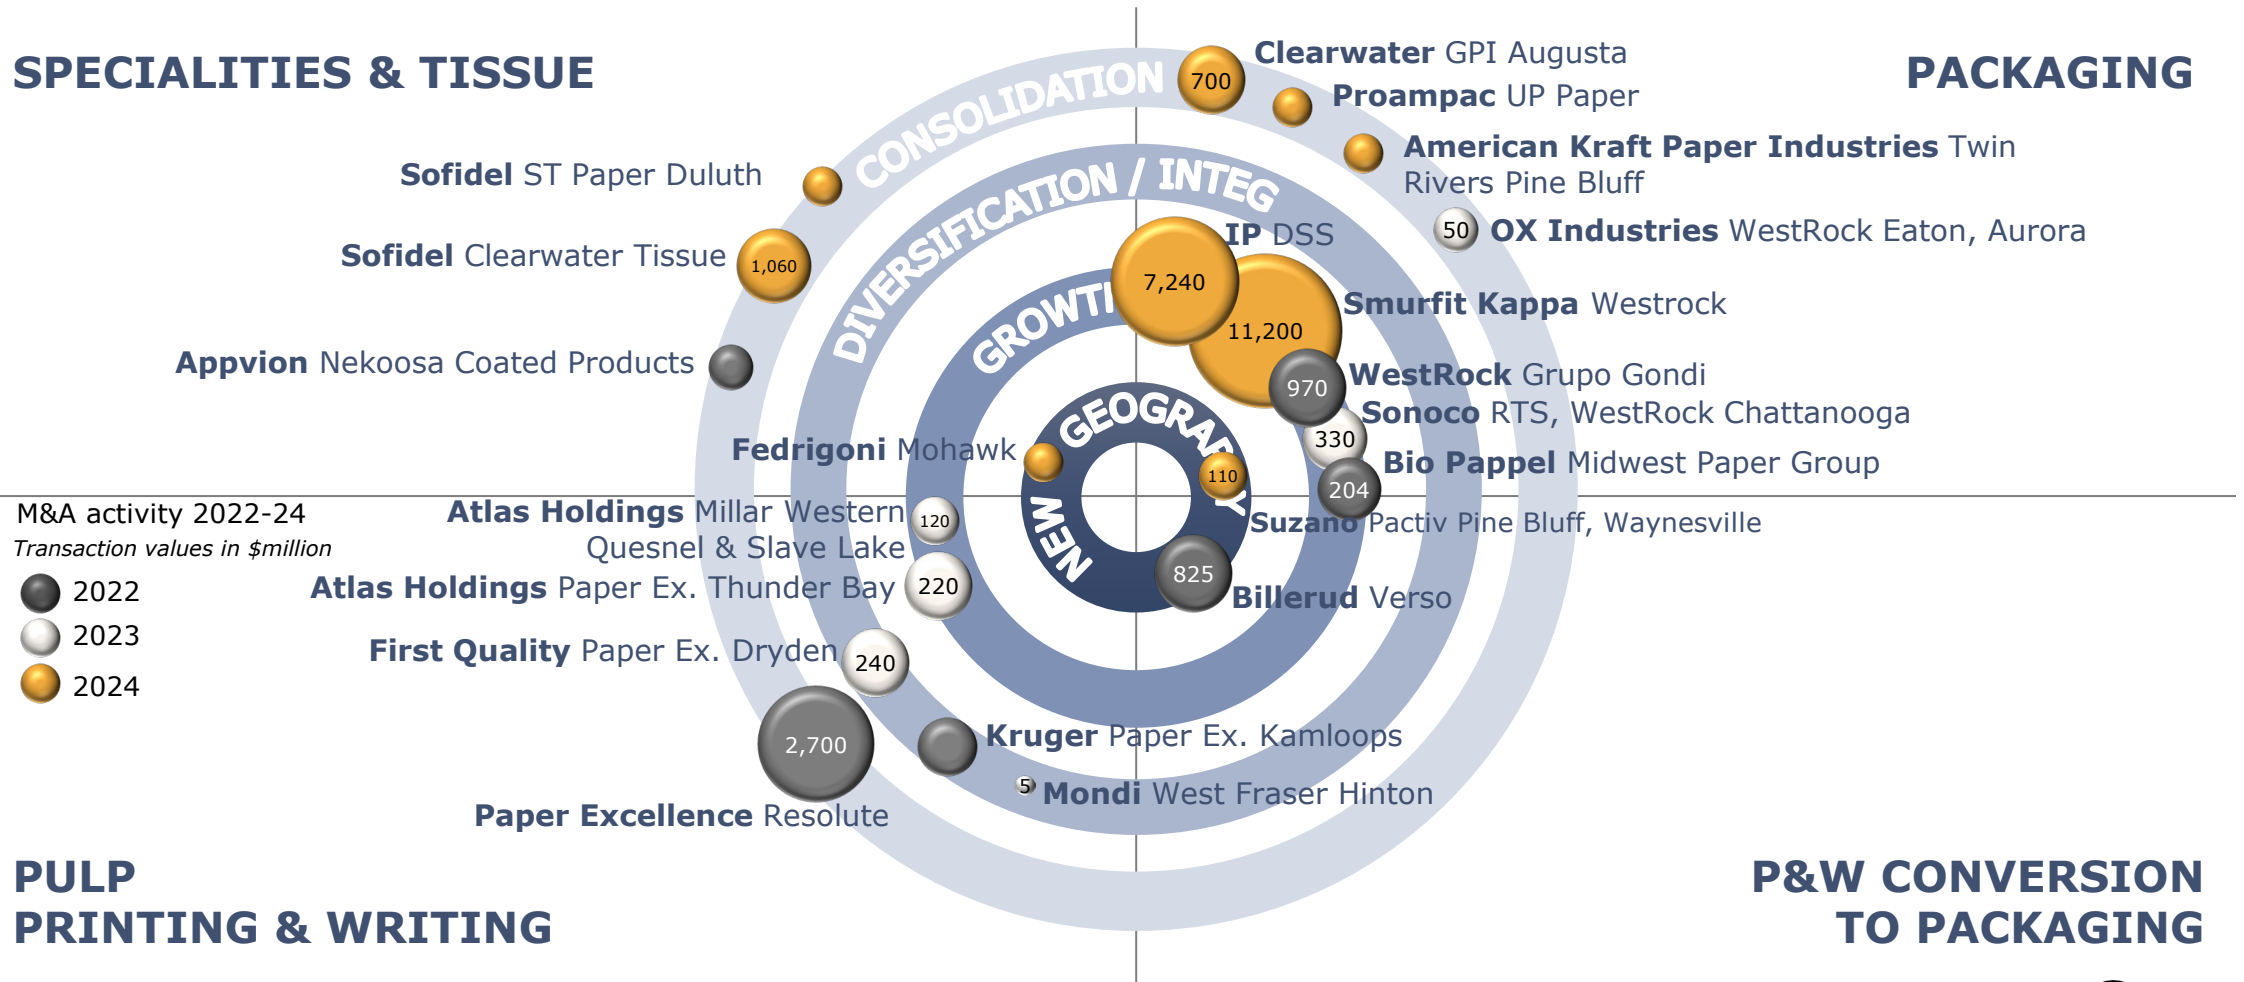 SPECIALITIES & TISSUE
PACKAGING
CONSOLIDATION
DIVERSIFICATION / INTEG
GROWTH
NEW GEOGRAPHY
Clearwater GPI Augusta
700
Proampac UP Paper
American Kraft Paper Industries Twin
Rivers Pine Bluff
50
OX Industries WestRock Eaton, Aurora
IP DSS
7,240
Smurfit Kappa Westrock
11,200
WestRock Grupo Gondi
970
Sonoco RTS, WestRock Chattanooga
330
Bio Pappel Midwest Paper Group
204
110
Suzano Pactiv Pine Bluff, Waynesville
825
Billerud Verso
Sofidel ST Paper Duluth
Sofidel Clearwater Tissue
1,060
Appvion Nekoosa Coated Products
Fedrigoni Mohawk
Atlas Holdings Millar Western
Quesnel & Slave Lake
120
Atlas Holdings Paper Ex. Thunder Bay
220
First Quality Paper Ex. Dryden
240
2,700
Paper Excellence Resolute
Kruger Paper Ex. Kamloops
5
Mondi West Fraser Hinton
M&A activity 2022-24
Transaction values in $million
2022
2023
2024
PULP
PRINTING & WRITING
P&W CONVERSION
TO PACKAGING